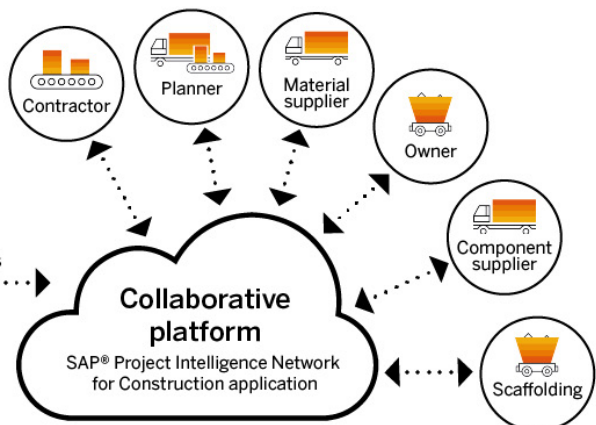 Contractor
Planner
Material
supplier
Owner
Component
supplier
Scaffolding
Collaborative
platform
SAP® Project Intelligence Network
for Construction application